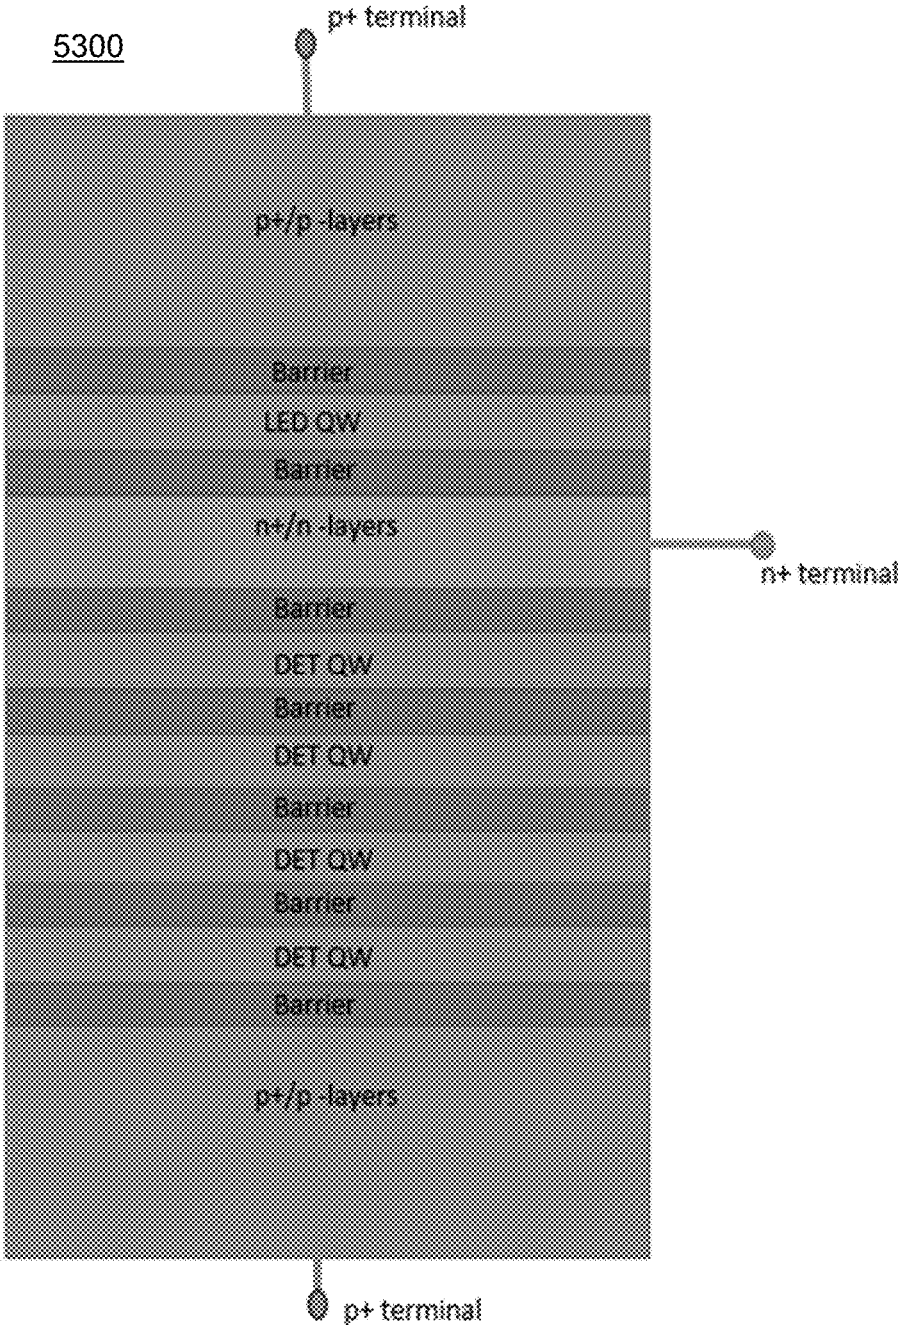 p+ terminal
5300
p+/p -layers
Barrier
LED QW
Barrier
n+/n -layers
n+ terminal
Barrier
DET QW
Barrier
DET QW
Barrier
DET QW
Barrier
DET QW
Barrier
p+/p -layers
p+ terminal